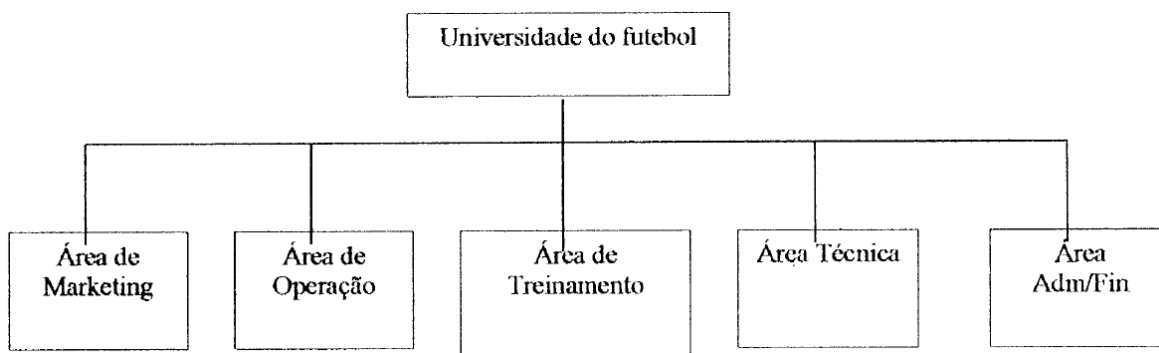 Universidade do futebol
Área de
Marketing
Área de
Operação
Área de
Treinamento
Área Técnica
Área
Adm/Fin